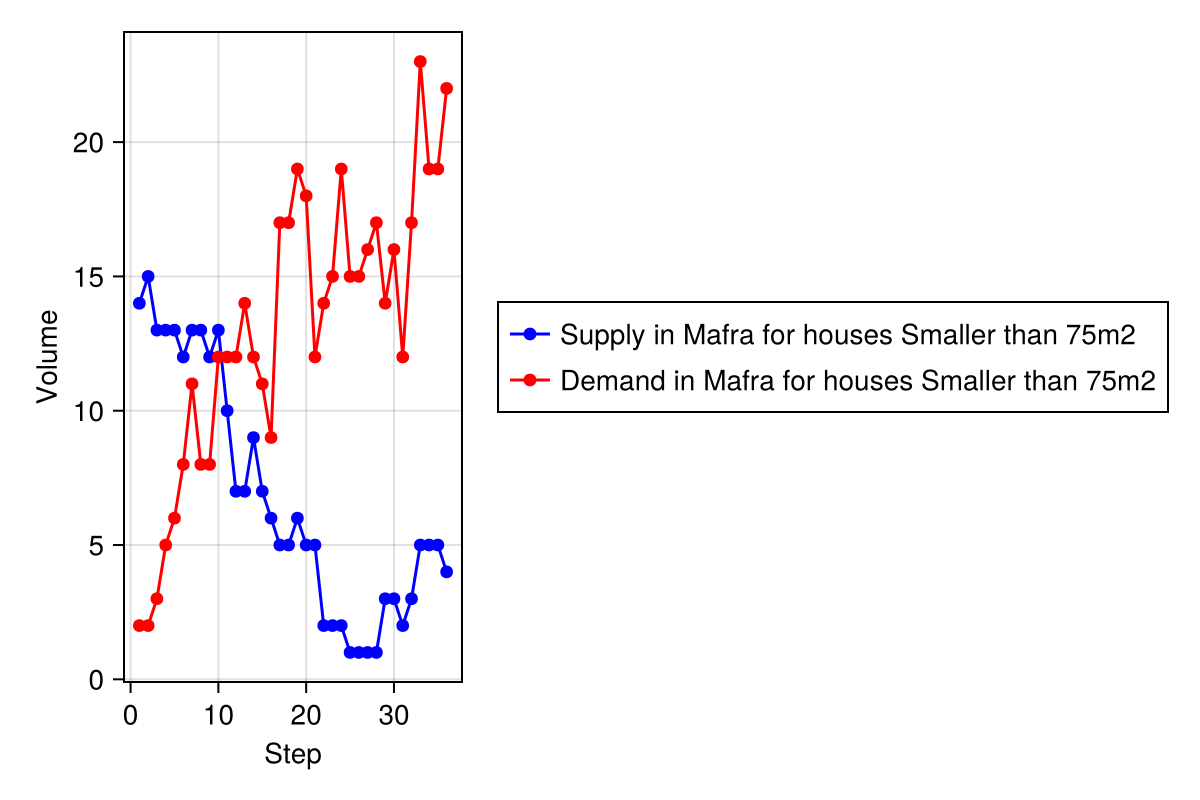 20
15
10
5
0
Volume
0 10 20 30
Step
Supply in Mafra for houses Smaller than 75m2
Demand in Mafra for houses Smaller than 75m2